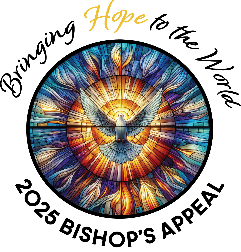 Bringing Hope to the World
2025 BISHOP'S APPEAL